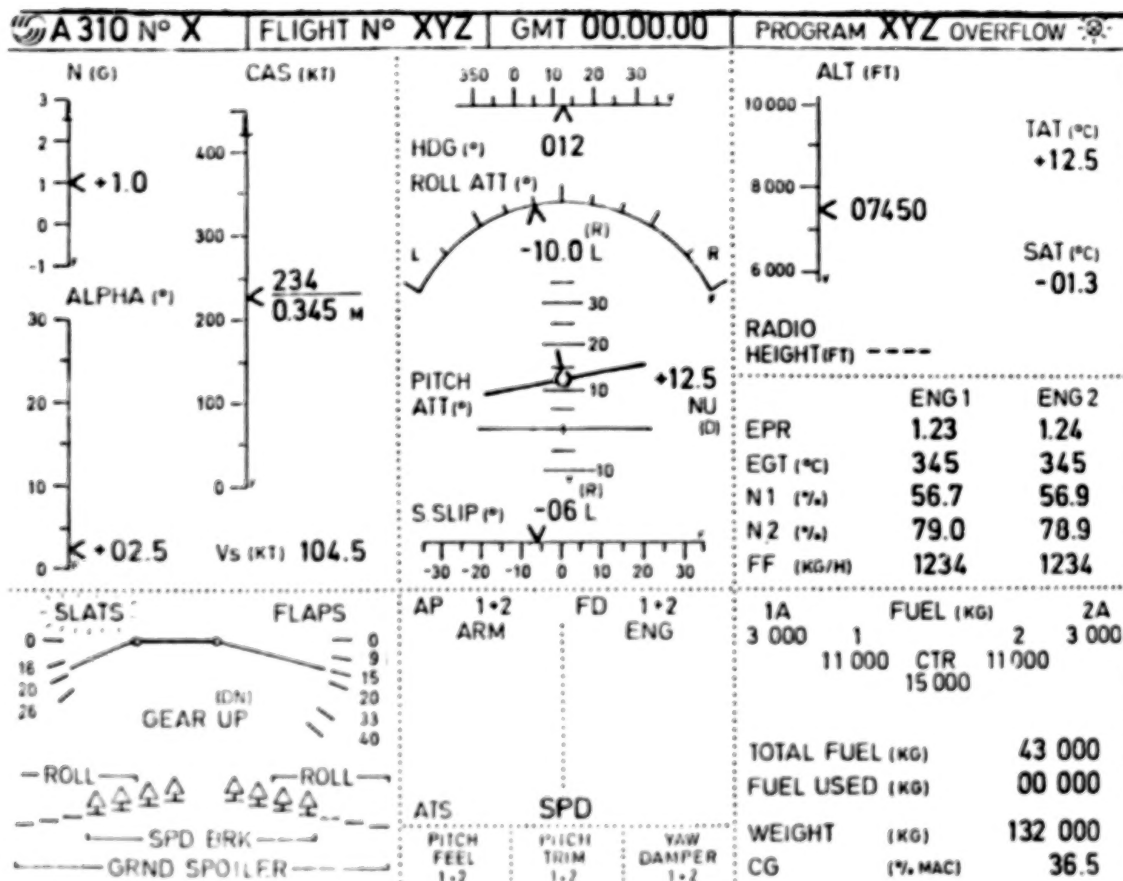 A310 Nº X
FLIGHT Nº XYZ
GMT 00.00.00
PROGRAM XYZ OVERFLOW
N (G)
3
2
1
0
-1
+1.0
CAS (KT)
400
300
200
100
0
234
0.345 M
ALPHA (°)
30
20
10
0
+02.5
Vs (KT) 104.5
350 0 10 20 30
HDG (°) 012
ROLL ATT (°)
L
R
(R)
-10.0 L
30
20
10
-10
PITCH
ATT (°)
+12.5
NU
(D)
(R)
S.SLIP (°) -06 L
-30 -20 -10 0 10 20 30
ALT (FT)
10 000
8 000
6 000
07450
TAT (°C)
+12.5
SAT (°C)
-01.3
RADIO
HEIGHT (FT) ----
ENG 1 ENG 2
EPR 1.23 1.24
EGT (°C) 345 345
N1 (%) 56.7 56.9
N2 (%) 79.0 78.9
FF (KG/H) 1234 1234
SLATS FLAPS
0
16
20
26
0
9
15
20
33
40
(DN)
GEAR UP
ROLL ROLL
SPD BRK
GRND SPOILER
AP 1+2 FD 1+2
ARM ENG
ATS SPD
PITCH
FEEL
1+2
PITCH
TRIM
1+2
YAW
DAMPER
1+2
1A FUEL (KG) 2A
3 000 1 2 3 000
11 000 CTR 11 000
15 000
TOTAL FUEL (KG) 43 000
FUEL USED (KG) 00 000
WEIGHT (KG) 132 000
CG (% MAC) 36.5